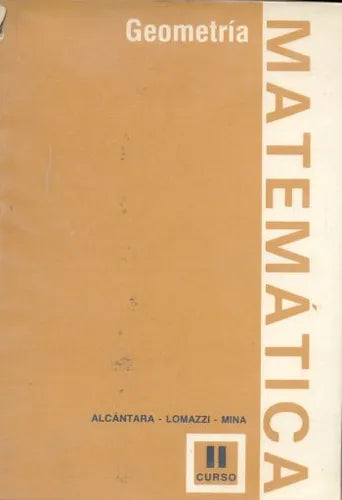 Geometría
MATEMÁTICA
ALCÁNTARA - LOMAZZI - MINA
II
CURSO